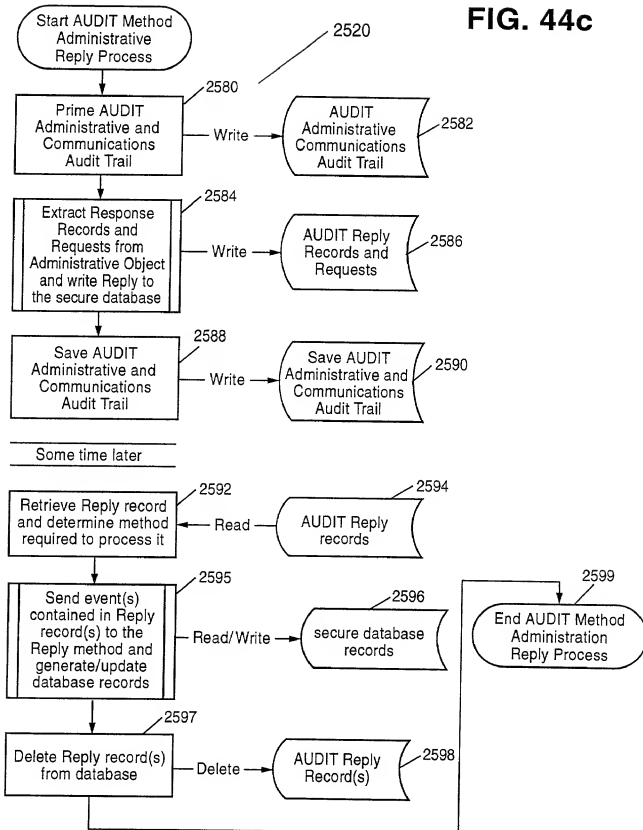 FIG. 44c
Start AUDIT Method
Administrative
Reply Process
2520
2580
Prime AUDIT
Administrative and
Communications
Audit Trail
Write
AUDIT
Administrative
Communications
Audit Trail
2582
2584
Extract Response
Records and
Requests from
Administrative Object
and write Reply to
the secure database
Write
AUDIT Reply
Records and
Requests
2586
2588
Save AUDIT
Administrative and
Communications
Audit Trail
Write
Save AUDIT
Administrative and
Communications
Audit Trail
2590
Some time later
2592
Retrieve Reply record
and determine method
required to process it
Read
2594
AUDIT Reply
records
2595
Send event(s)
contained in Reply
record(s) to the
Reply method and
generate/update
database records
Read/Write
2596
secure database
records
2597
Delete Reply record(s)
from database
Delete
AUDIT Reply
Record(s)
2598
2599
End AUDIT Method
Administration
Reply Process